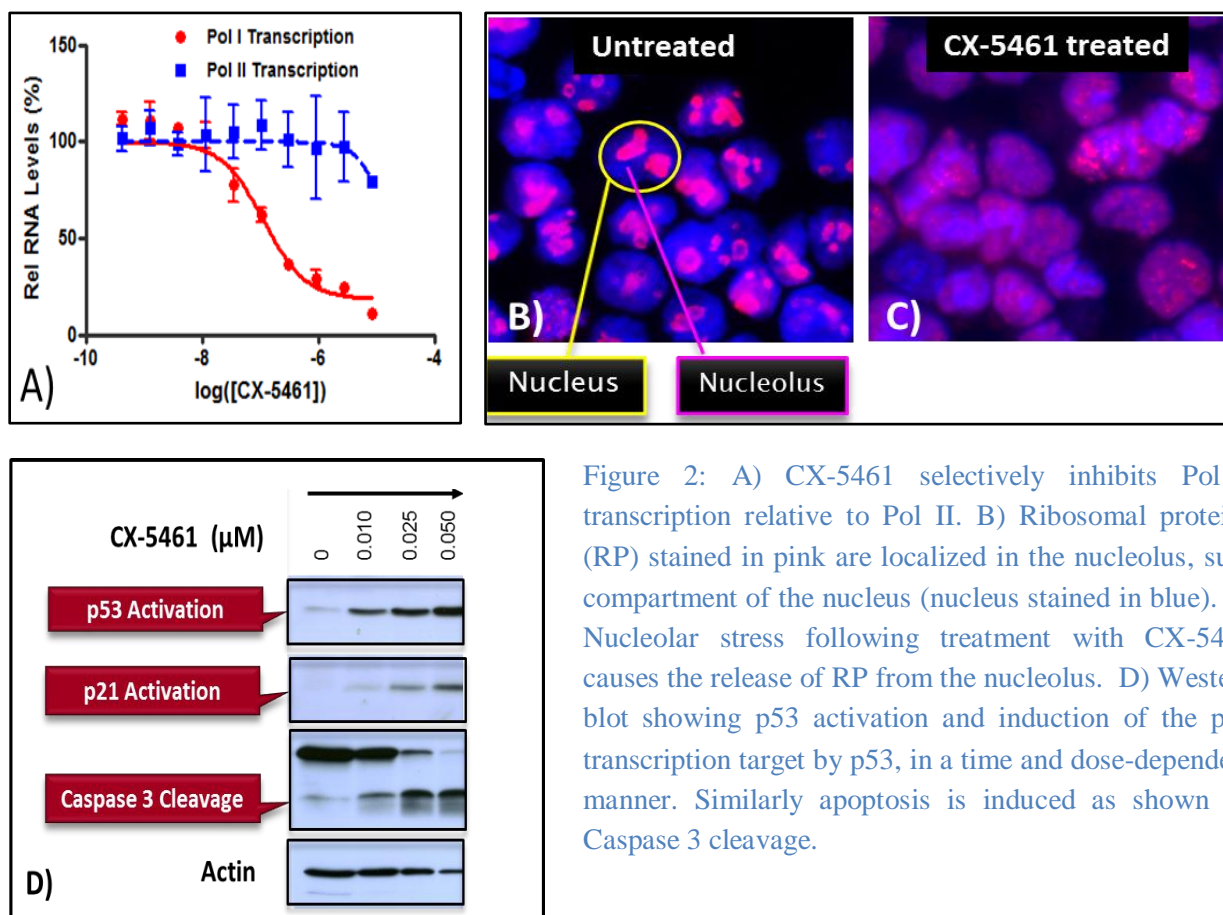 150
100
50
0
Rel RNA Levels (%)
Pol I Transcription
Pol II Transcription
-10
-8
-6
-4
log([CX-5461])
A)
Untreated
B)
CX-5461 treated
C)
Nucleus
Nucleolus
CX-5461 (µM)
0
0.010
0.025
0.050
p53 Activation
p21 Activation
Caspase 3 Cleavage
Actin
D)
Figure 2: A) CX-5461 selectively inhibits Pol
transcription relative to Pol II. B) Ribosomal protei
(RP) stained in pink are localized in the nucleolus, su
compartment of the nucleus (nucleus stained in blue).
Nucleolar stress following treatment with CX-54
causes the release of RP from the nucleolus. D) Weste
blot showing p53 activation and induction of the p
transcription target by p53, in a time and dose-depende
manner. Similarly apoptosis is induced as shown
Caspase 3 cleavage.